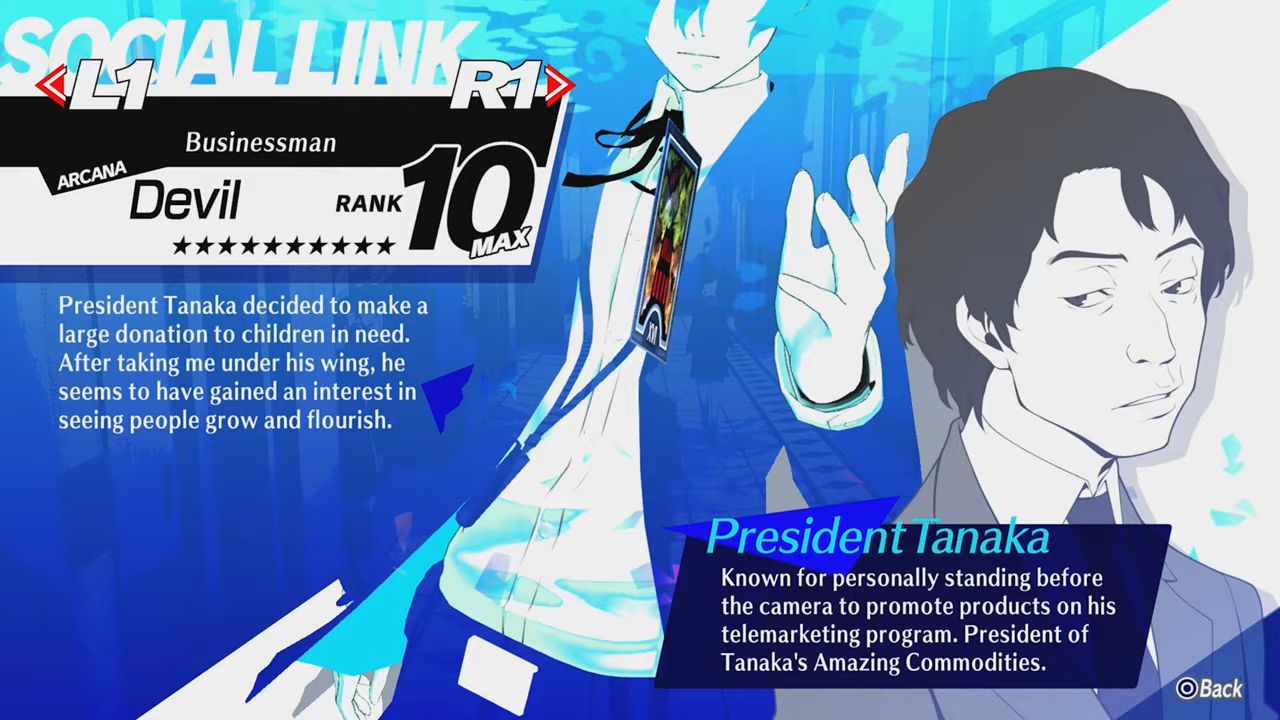 SOCIAL LINK
L1
R1
Businessman
ARCANA
Devil
RANK
10
MAX
★★★★★★★★★★
President Tanaka decided to make a
large donation to children in need.
After taking me under his wing, he
seems to have gained an interest in
seeing people grow and flourish.
XVI
President Tanaka
Known for personally standing before
the camera to promote products on his
telemarketing program. President of
Tanaka's Amazing Commodities.
Back